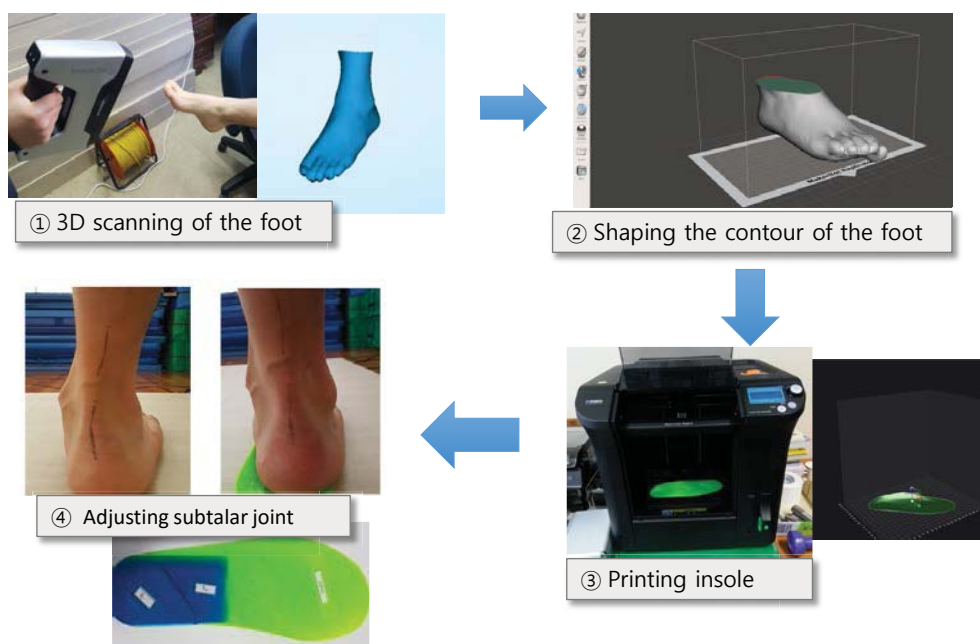 ① 3D scanning of the foot
② Shaping the contour of the foot
③ Printing insole
④ Adjusting subtalar joint